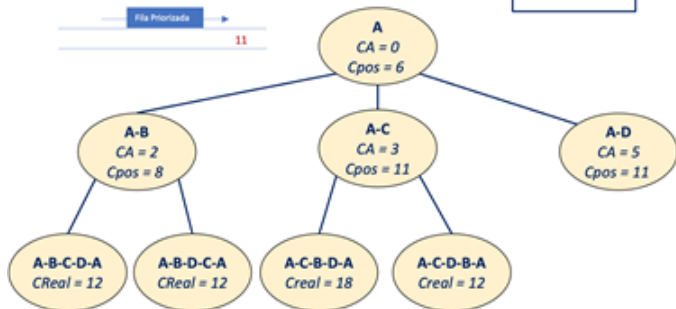 Fila Priorizada
11
A
CA = 0
Cpos = 6
A-B
CA = 2
Cpos = 8
A-C
CA = 3
Cpos = 11
A-D
CA = 5
Cpos = 11
A-B-C-D-A
CReal = 12
A-B-D-C-A
CReal = 12
A-C-B-D-A
Creal = 18
A-C-D-B-A
Creal = 12